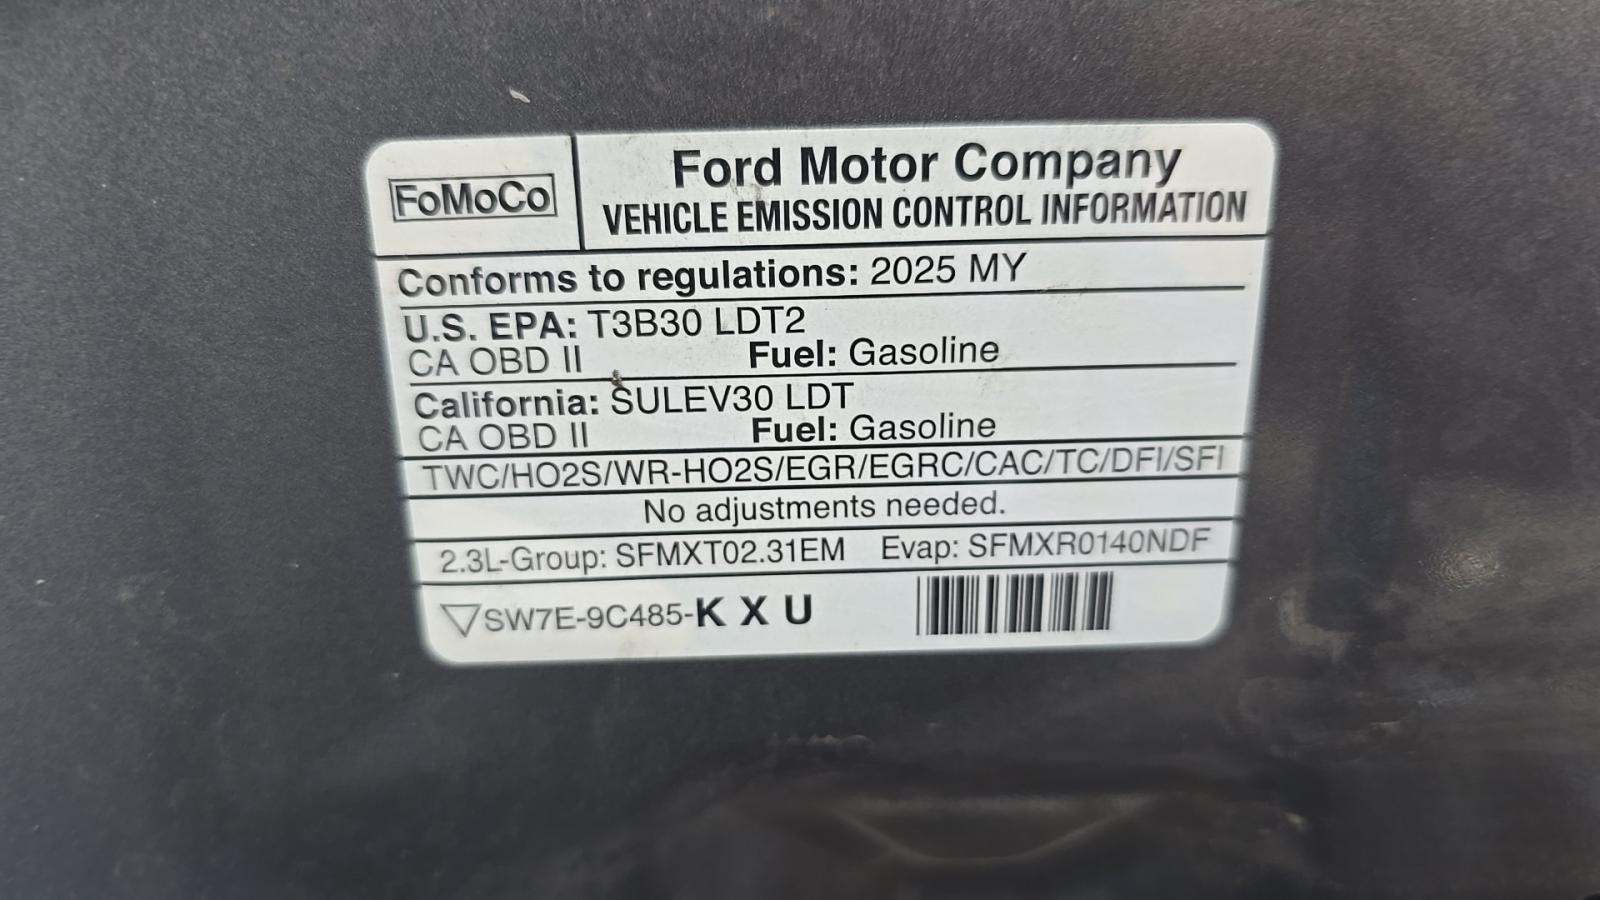 FoMoCo
Ford Motor Company
VEHICLE EMISSION CONTROL INFORMATION
Conforms to regulations: 2025 MY
U.S. EPA: T3B30 LDT2
CA OBD II Fuel: Gasoline
California: SULEV30 LDT
CA OBD II Fuel: Gasoline
TWC/HO2S/WR-HO2S/EGR/EGRC/CAC/TC/DFI/SFI
No adjustments needed.
2.3L-Group: SFMXT02.31EM Evap: SFMXR0140NDF
SW7E-9C485-K X U